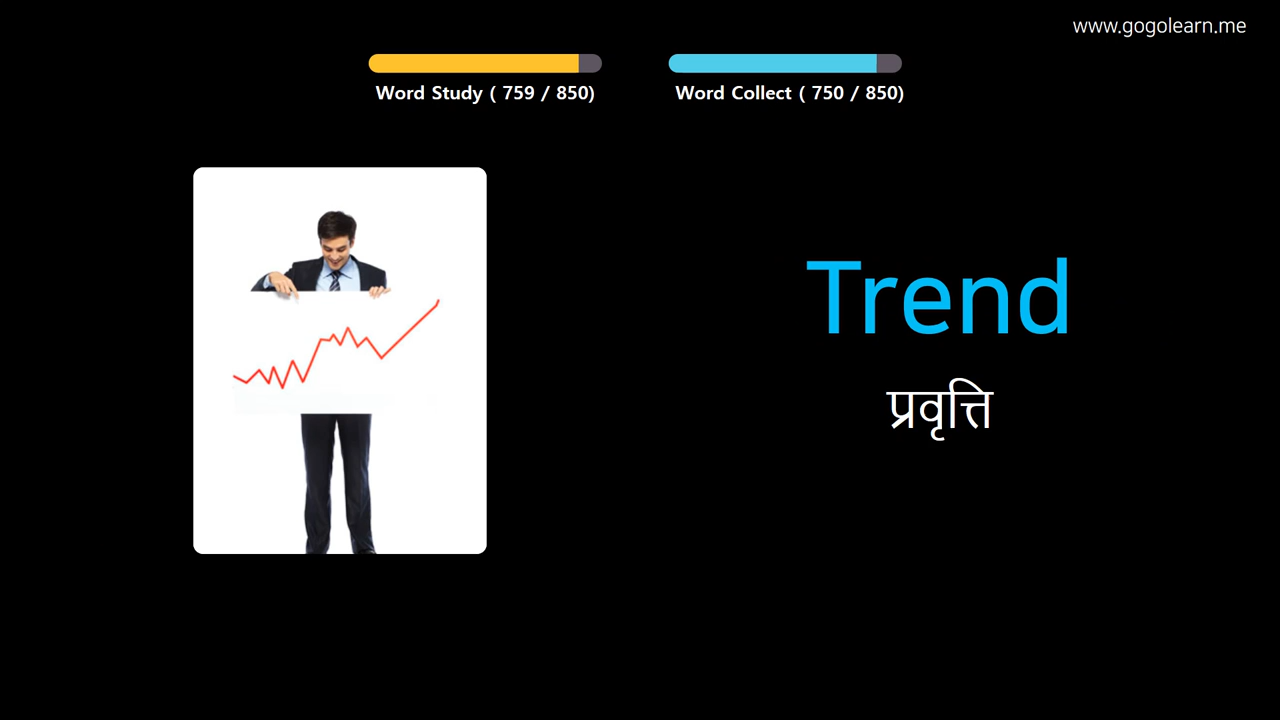 www.gogolearn.me
Word Study ( 759 / 850)
Word Collect ( 750 / 850)
Trend
प्रवृत्ति